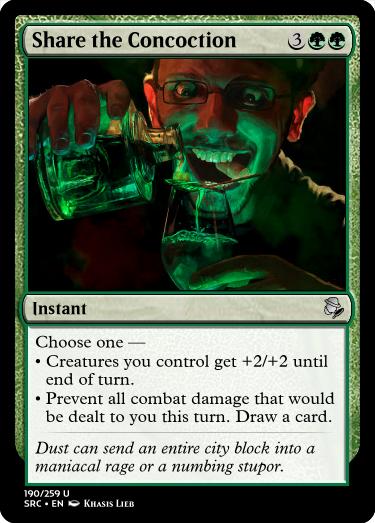 Share the Concoction 3
Instant
Choose one —
• Creatures you control get +2/+2 until
end of turn.
• Prevent all combat damage that would
be dealt to you this turn. Draw a card.
Dust can send an entire city block into a
maniacal rage or a numbing stupor.
190/259 U
SRC • EN Khasis Lieb